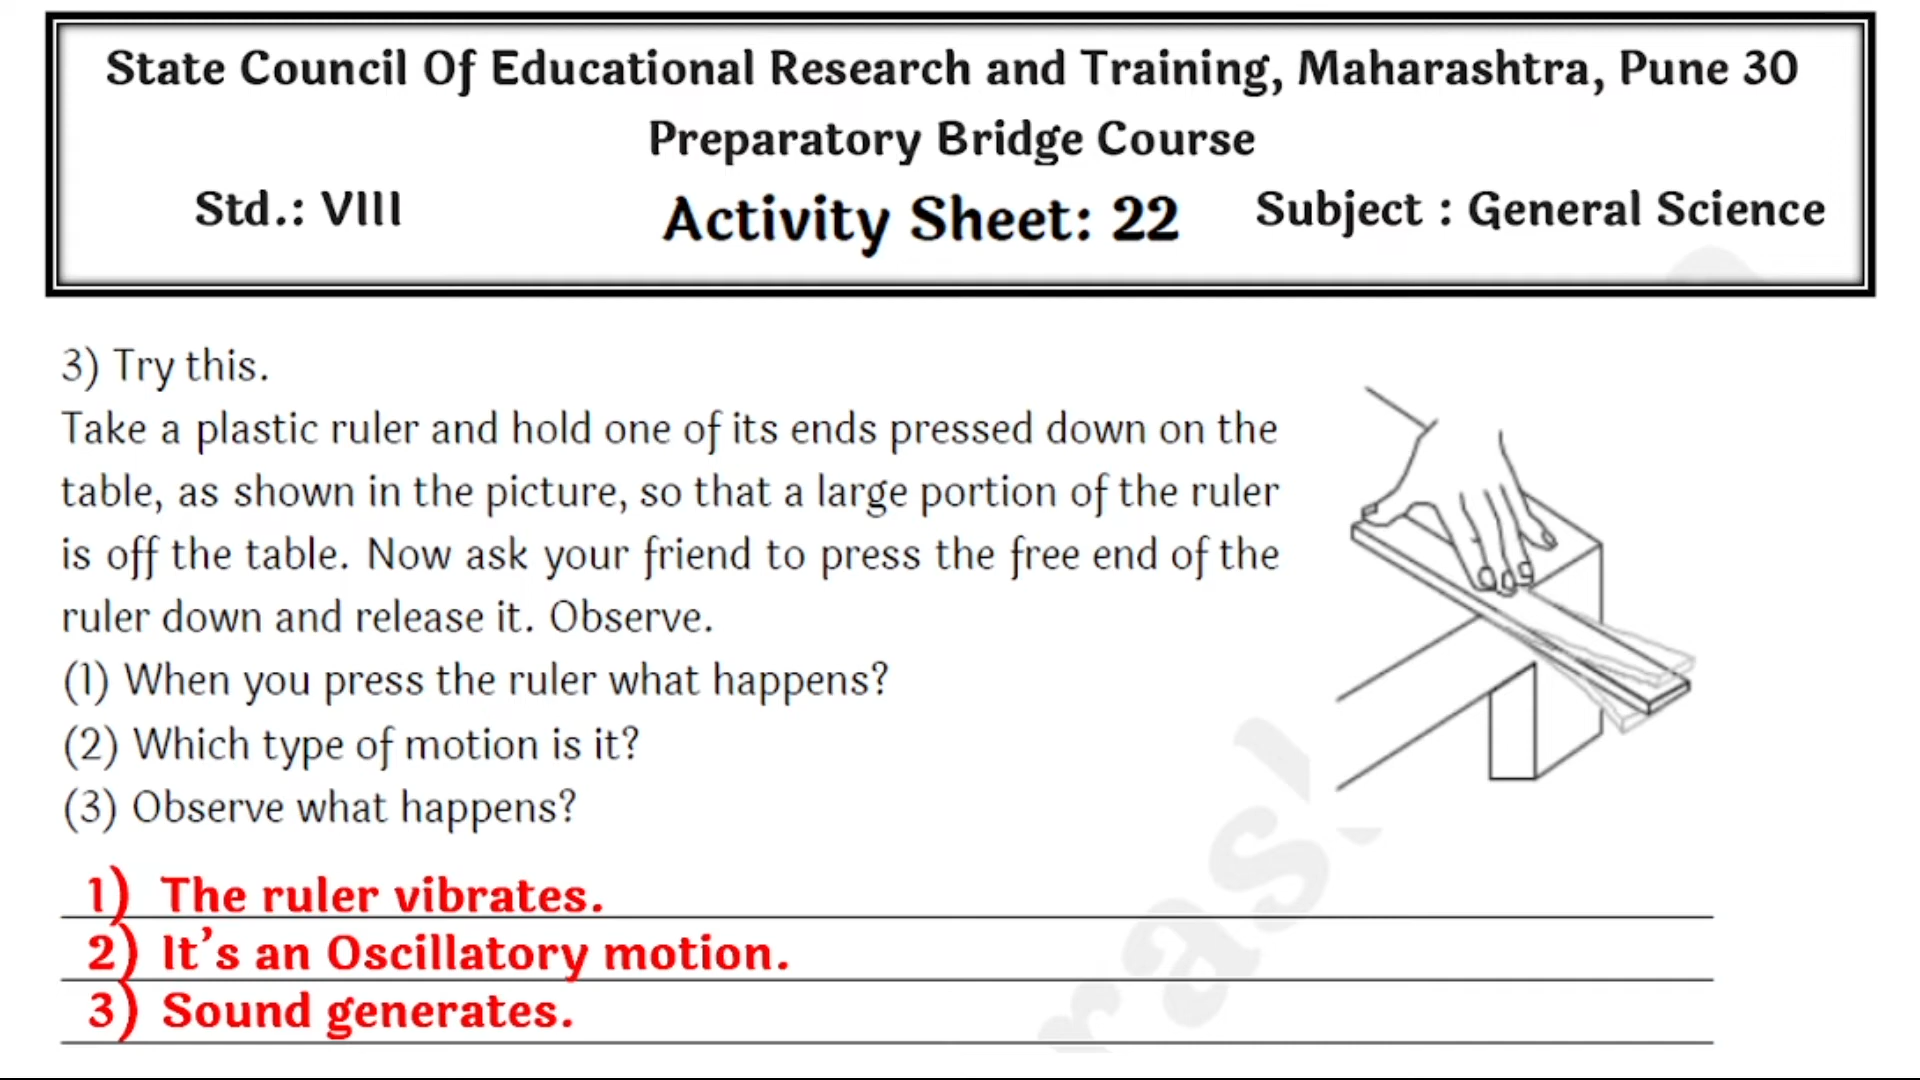 State Council Of Educational Research and Training, Maharashtra, Pune 30
Preparatory Bridge Course
Std.: VIII Activity Sheet: 22 Subject : General Science
3) Try this.
Take a plastic ruler and hold one of its ends pressed down on the
table, as shown in the picture, so that a large portion of the ruler
is off the table. Now ask your friend to press the free end of the
ruler down and release it. Observe.
(1) When you press the ruler what happens?
(2) Which type of motion is it?
(3) Observe what happens?
1) The ruler vibrates.
2) It's an Oscillatory motion.
3) Sound generates.